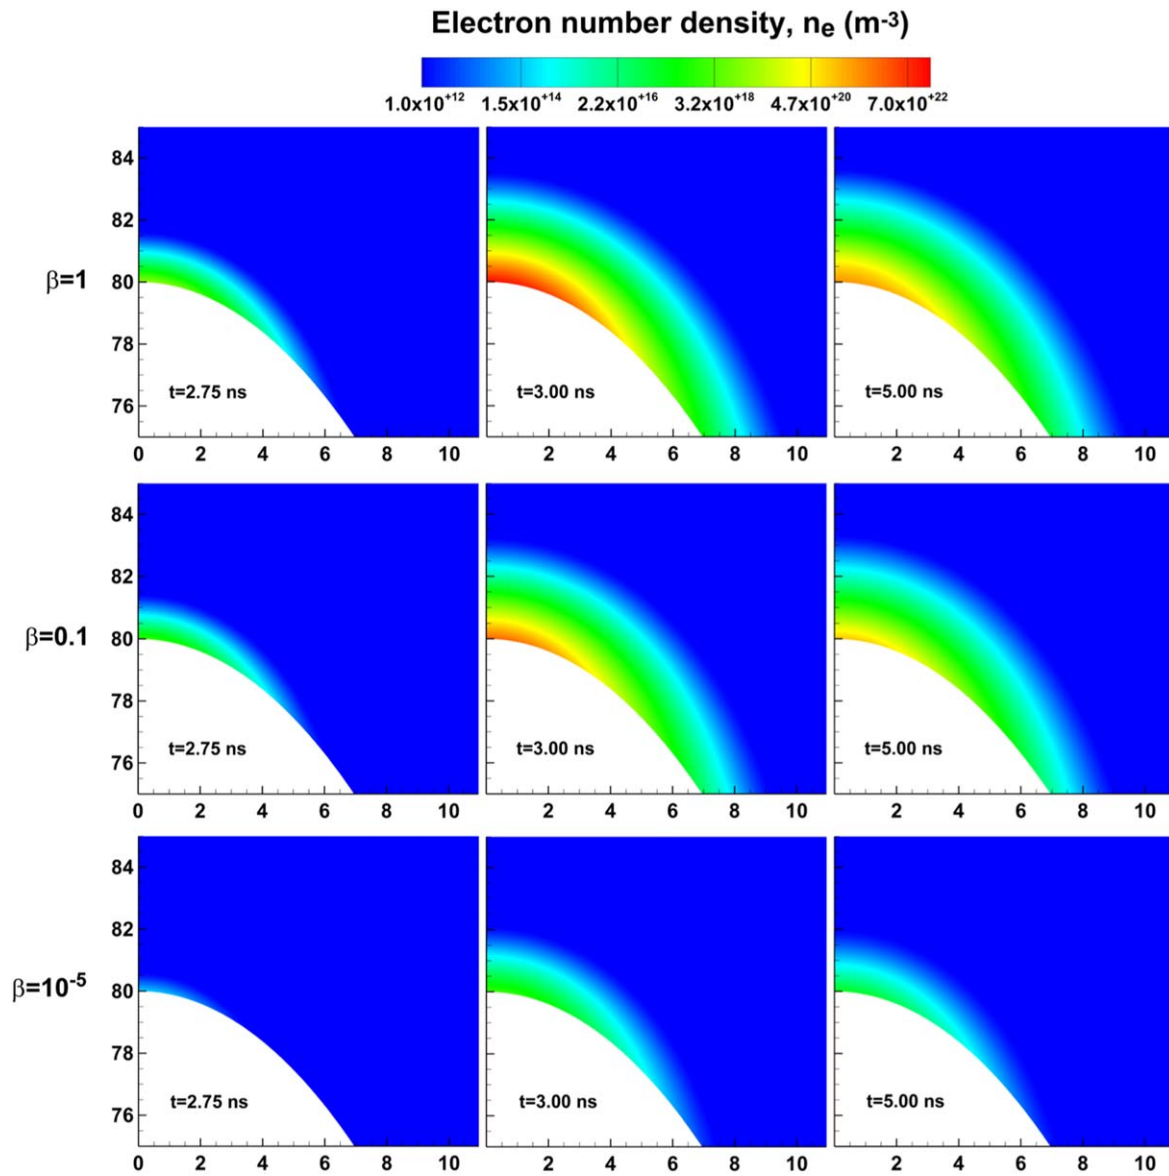 Electron number density, nₑ (m⁻³)
1.0x10⁺¹² 1.5x10⁺¹⁴ 2.2x10⁺¹⁶ 3.2x10⁺¹⁸ 4.7x10⁺²⁰ 7.0x10⁺²²
β=1
84
82
80
78
76
t=2.75 ns t=3.00 ns t=5.00 ns
0 2 4 6 8 10 2 4 6 8 10 2 4 6 8 10
β=0.1
84
82
80
78
76
t=2.75 ns t=3.00 ns t=5.00 ns
0 2 4 6 8 10 2 4 6 8 10 2 4 6 8 10
β=10⁻⁵
84
82
80
78
76
t=2.75 ns t=3.00 ns t=5.00 ns
0 2 4 6 8 10 2 4 6 8 10 2 4 6 8 10